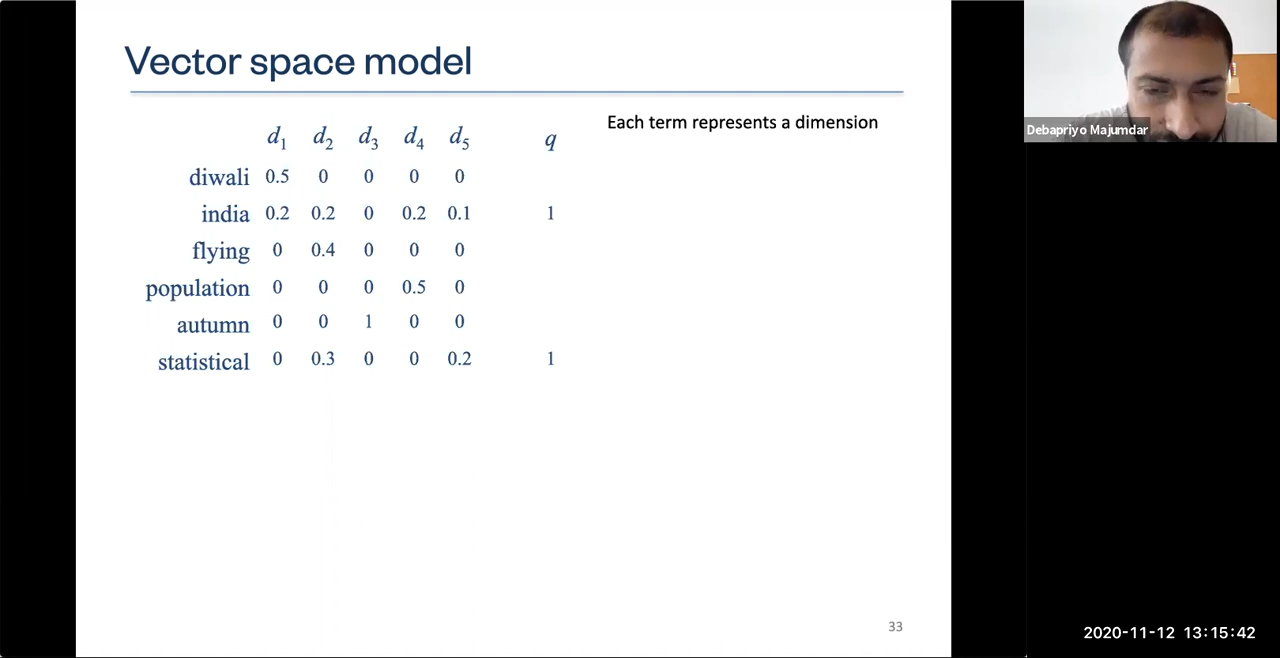 Vector space model
Each term represents a dimension
d1 d2 d3 d4 d5 q
diwali 0.5 0 0 0 0
india 0.2 0.2 0 0.2 0.1 1
flying 0 0.4 0 0 0
population 0 0 0 0.5 0
autumn 0 0 1 0 0
statistical 0 0.3 0 0 0.2 1
33
Debapriyo Majumdar
2020-11-12 13:15:42